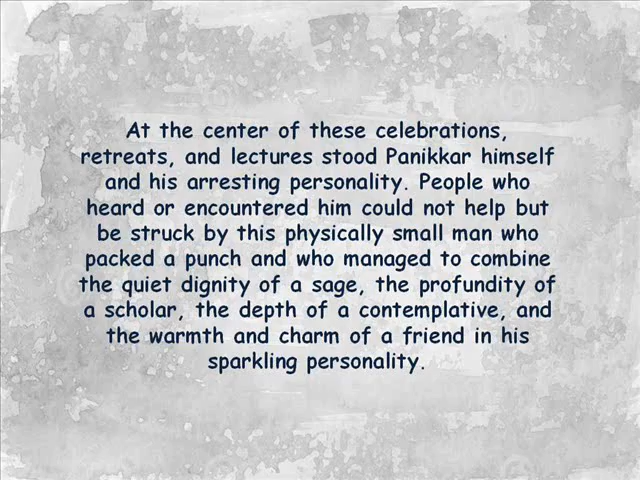 At the center of these celebrations,
retreats, and lectures stood Panikkar himself
and his arresting personality. People who
heard or encountered him could not help but
be struck by this physically small man who
packed a punch and who managed to combine
the quiet dignity of a sage, the profundity of
a scholar, the depth of a contemplative, and
the warmth and charm of a friend in his
sparkling personality.